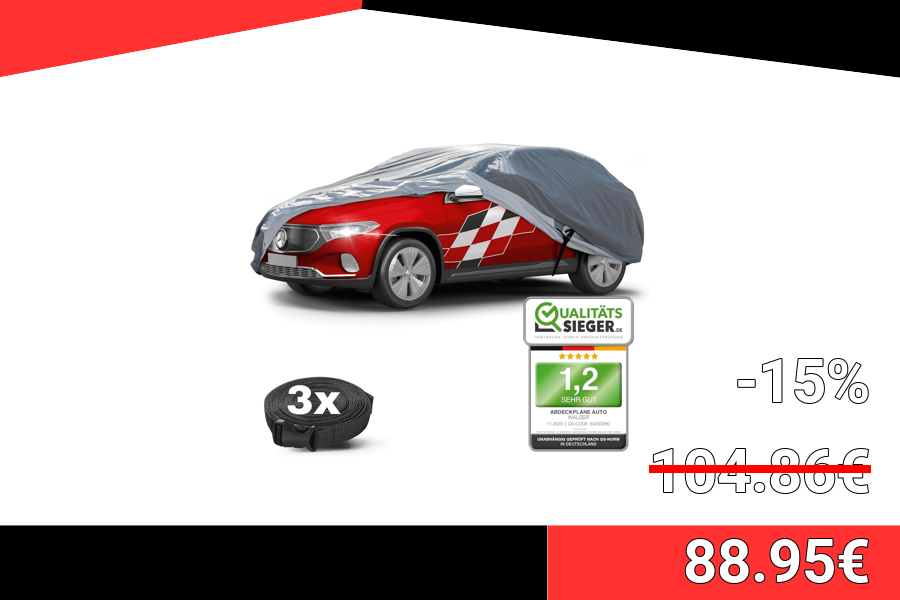 QUALITÄTS
SIEGER.DE
VERTRAUEN DURCH PRODUKTPRÜFUNG
1,2
SEHR GUT
ABDECKPLANE AUTO
WALSER
UNABHÄNGIG GEPRÜFT NACH QS-NORM
IN DEUTSCHLAND
3x
-15%
104.86€
88.95€